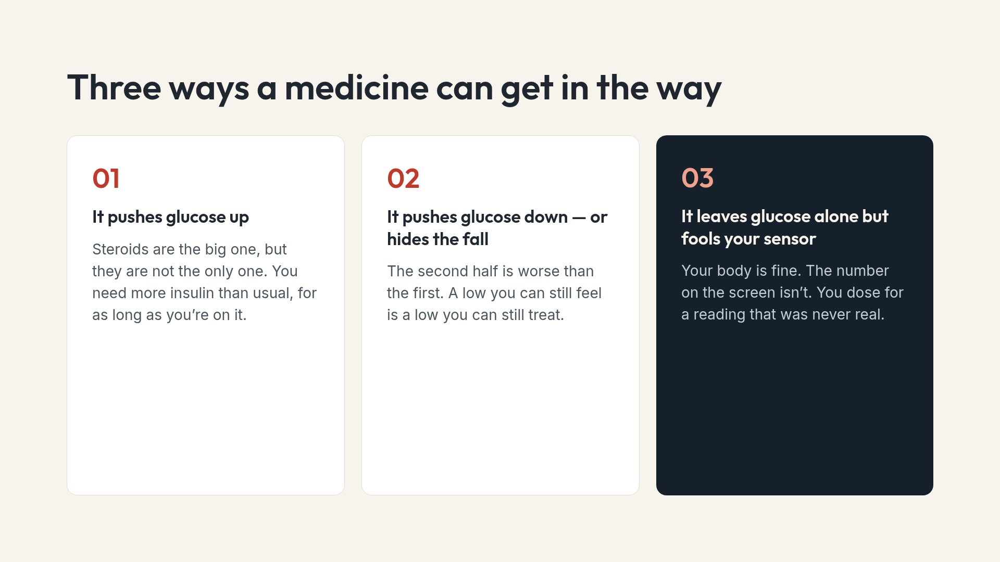 Three ways a medicine can get in the way
01
It pushes glucose up
Steroids are the big one, but
they are not the only one. You
need more insulin than usual, for
as long as you’re on it.
02
It pushes glucose down — or
hides the fall
The second half is worse than
the first. A low you can still feel
is a low you can still treat.
03
It leaves glucose alone but
fools your sensor
Your body is fine. The number
on the screen isn’t. You dose for
a reading that was never real.